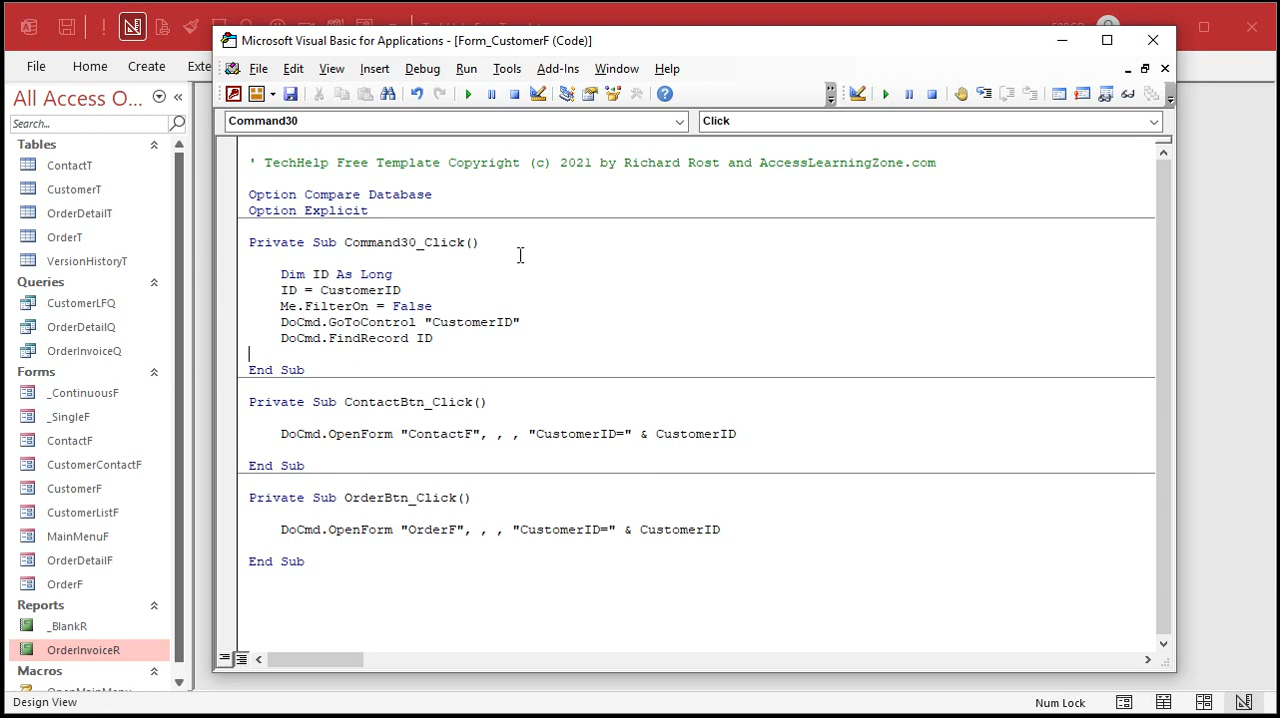 Microsoft Visual Basic for Applications - [Form_CustomerF (Code)]
File Home Create Exte
File Edit View Insert Debug Run Tools Add-Ins Window Help
All Access O...
Search...
Tables
ContactT
CustomerT
OrderDetailT
OrderT
VersionHistoryT
Queries
CustomerLFQ
OrderDetailQ
OrderInvoiceQ
Forms
_ContinuousF
_SingleF
ContactF
CustomerContactF
CustomerF
CustomerListF
MainMenuF
OrderDetailF
OrderF
Reports
_BlankR
OrderInvoiceR
Macros
OpenMainMenu
Command30
Click
' TechHelp Free Template Copyright (c) 2021 by Richard Rost and AccessLearningZone.com
Option Compare Database
Option Explicit
Private Sub Command30_Click()
Dim ID As Long
ID = CustomerID
Me.FilterOn = False
DoCmd.GoToControl "CustomerID"
DoCmd.FindRecord ID
End Sub
Private Sub ContactBtn_Click()
DoCmd.OpenForm "ContactF", , , "CustomerID=" & CustomerID
End Sub
Private Sub OrderBtn_Click()
DoCmd.OpenForm "OrderF", , , "CustomerID=" & CustomerID
End Sub
Design View
Num Lock